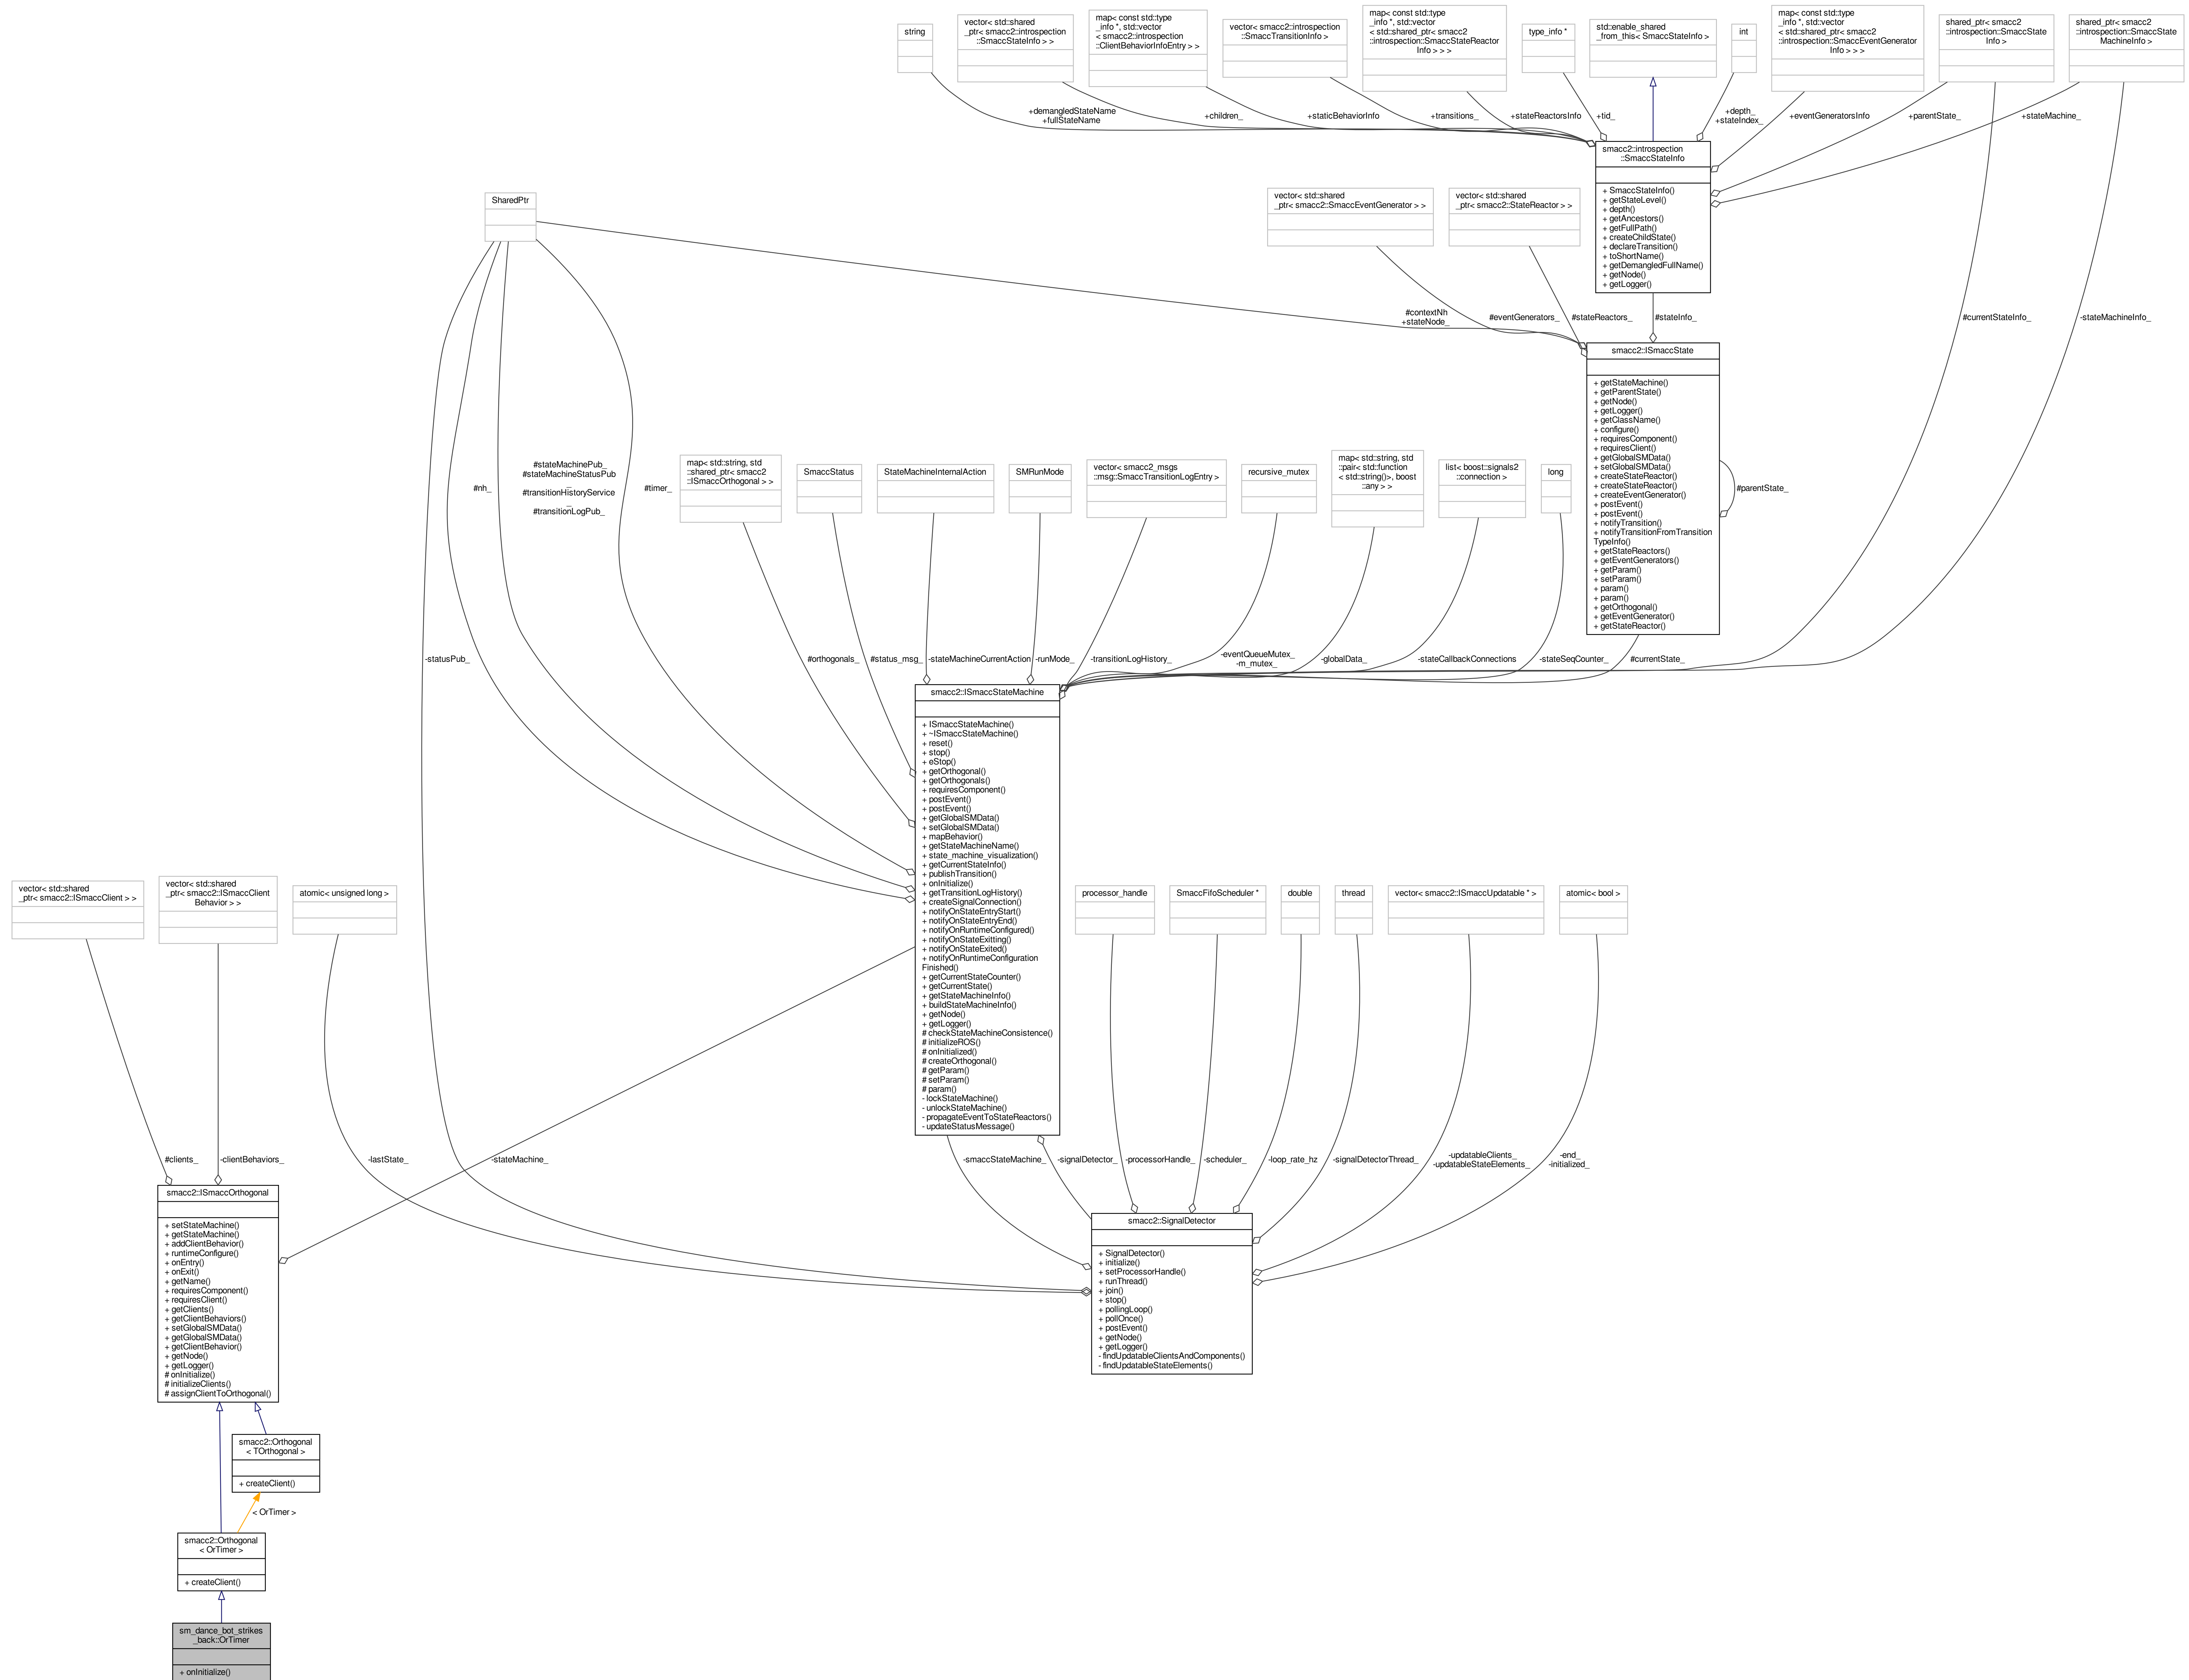 string
vector< std::shared
_ptr< smacc2::introspection
::SmaccStateInfo > >
map< const std::type
_info *, std::vector
< smacc2::introspection
::ClientBehaviorInfoEntry > >
vector< smacc2::introspection
::SmaccTransitionInfo >
map< const std::type
_info *, std::vector
< std::shared_ptr< smacc2
::introspection::SmaccStateReactor
Info > > >
type_info *
std::enable_shared
_from_this< SmaccStateInfo >
int
map< const std::type
_info *, std::vector
< std::shared_ptr< smacc2
::introspection::SmaccEventGenerator
Info > > >
shared_ptr< smacc2
::introspection::SmaccState
Info >
shared_ptr< smacc2
::introspection::SmaccState
MachineInfo >
+demangledStateName
+fullStateName
+children_
+staticBehaviorInfo
+transitions_
+stateReactorsInfo
+tid_
+depth_
+stateIndex_
+eventGeneratorsInfo
+parentState_
+stateMachine_
smacc2::introspection
::SmaccStateInfo
+ SmaccStateInfo()
+ getStateLevel()
+ depth()
+ getAncestors()
+ getFullPath()
+ createChildState()
+ declareTransition()
+ toShortName()
+ getDemangledFullName()
+ getNode()
+ getLogger()
SharedPtr
vector< std::shared
_ptr< smacc2::SmaccEventGenerator > >
vector< std::shared
_ptr< smacc2::StateReactor > >
#contextNh
+stateNode_
#eventGenerators_
#stateReactors_
#stateInfo_
#currentStateInfo_
-stateMachineInfo_
smacc2::ISmaccState
+ getStateMachine()
+ getParentState()
+ getNode()
+ getLogger()
+ getClassName()
+ configure()
+ requiresComponent()
+ requiresClient()
+ getGlobalSMData()
+ setGlobalSMData()
+ createStateReactor()
+ createEventGenerator()
+ postEvent()
+ postEvent()
+ notifyTransition()
+ notifyTransitionFromTransition
TypeInfo()
+ getStateReactors()
+ getEventGenerators()
+ getParam()
+ setParam()
+ param()
+ param()
+ getOrthogonal()
+ getEventGenerator()
+ getStateReactor()
#parentState_
#nh_
#stateMachinePub_
#stateMachineStatusPub
_
#transitionHistoryService
_
#transitionLogPub_
#timer_
map< std::string, std
::shared_ptr< smacc2
::ISmaccOrthogonal > >
SmaccStatus
StateMachineInternalAction
SMRunMode
vector< smacc2_msgs
::msg::SmaccTransitionLogEntry >
recursive_mutex
map< std::string, std
::pair< std::function
< std::string()>, boost
::any > >
list< boost::signals2
::connection >
long
-statusPub_
#orthogonals_
#status_msg_
-stateMachineCurrentAction
-runMode_
-transitionLogHistory_
-eventQueueMutex_
-m_mutex_
-globalData_
-stateCallbackConnections
-stateSeqCounter_
#currentState_
smacc2::ISmaccStateMachine
+ ISmaccStateMachine()
+ ~ISmaccStateMachine()
+ reset()
+ stop()
+ eStop()
+ getOrthogonal()
+ getOrthogonals()
+ requiresComponent()
+ postEvent()
+ postEvent()
+ getGlobalSMData()
+ setGlobalSMData()
+ mapBehavior()
+ getStateMachineName()
+ state_machine_visualization()
+ getCurrentStateInfo()
+ publishTransition()
+ onInitialize()
+ getTransitionLogHistory()
+ createSignalConnection()
+ notifyOnStateEntryStart()
+ notifyOnStateEntryEnd()
+ notifyOnRuntimeConfigured()
+ notifyOnStateExitting()
+ notifyOnStateExited()
+ notifyOnRuntimeConfiguration
Finished()
+ getCurrentStateCounter()
+ getCurrentState()
+ getStateMachineInfo()
+ buildStateMachineInfo()
+ getNode()
+ getLogger()
# checkStateMachineConsistence()
# initializeROS()
# onInitialized()
# createOrthogonal()
# getParam()
# setParam()
# param()
- lockStateMachine()
- unlockStateMachine()
- propagateEventToStateReactors()
- updateStatusMessage()
vector< std::shared
_ptr< smacc2::ISmaccClient > >
vector< std::shared
_ptr< smacc2::ISmaccClient
Behavior > >
atomic< unsigned long >
processor_handle
SmaccFifoScheduler *
double
thread
vector< smacc2::ISmaccUpdatable * >
atomic< bool >
#clients_
-clientBehaviors_
-lastState_
-stateMachine_
-smaccStateMachine_
-signalDetector_
-processorHandle_
-scheduler_
-loop_rate_hz
-signalDetectorThread_
-updatableClients_
-updatableStateElements_
-end_
-initialized_
smacc2::ISmaccOrthogonal
+ setStateMachine()
+ getStateMachine()
+ addClientBehavior()
+ runtimeConfigure()
+ onEntry()
+ onExit()
+ getName()
+ requiresComponent()
+ requiresClient()
+ getClients()
+ getClientBehaviors()
+ setGlobalSMData()
+ getGlobalSMData()
+ getClientBehavior()
+ getNode()
+ getLogger()
# onInitialize()
# initializeClients()
# assignClientToOrthogonal()
smacc2::SignalDetector
+ SignalDetector()
+ initialize()
+ setProcessorHandle()
+ runThread()
+ join()
+ stop()
+ pollingLoop()
+ pollOnce()
+ postEvent()
+ getNode()
+ getLogger()
- findUpdatableClientsAndComponents()
- findUpdatableStateElements()
smacc2::Orthogonal
< TOrthogonal >
+ createClient()
< OrTimer >
smacc2::Orthogonal
< OrTimer >
+ createClient()
sm_dance_bot_strikes
_back::OrTimer
+ onInitialize()